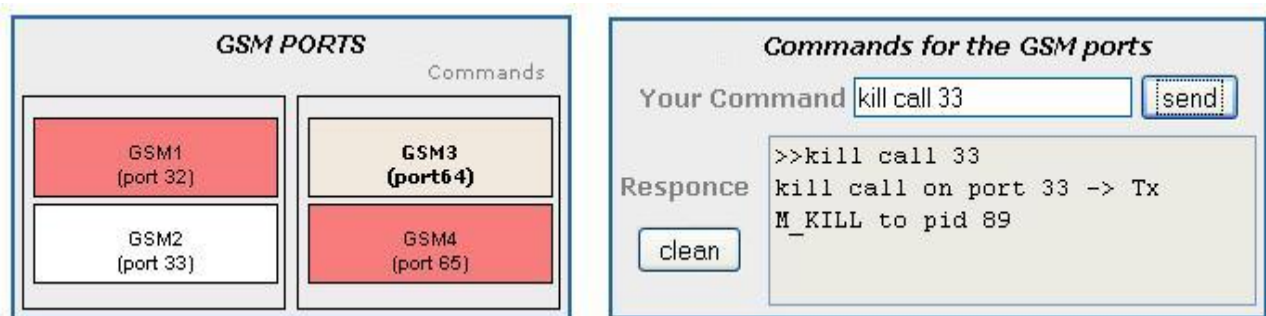 GSM PORTS
Commands
GSM1
(port 32)
GSM2
(port 33)
GSM3
(port64)
GSM4
(port 65)
Commands for the GSM ports
Your Command kill call 33 send
>>kill call 33
Responce kill call on port 33 -> Tx
M_KILL to pid 89
clean